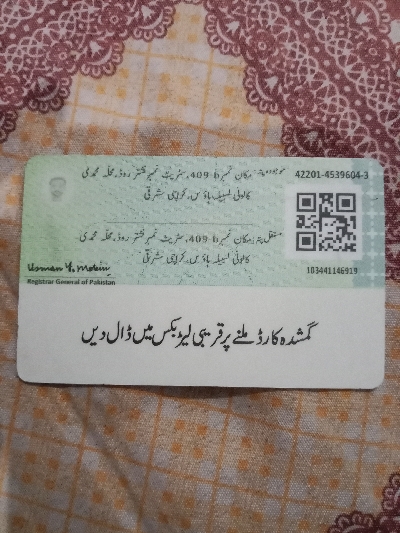 موجودہ پتہ: مکان نمبر 409-b، سٹریٹ نمبر نشتر روڈ، محلہ محمدی
کالونی لسبیلہ ہاؤس، کراچی شرقی
42201-4539604-3
مستقل پتہ: مکان نمبر 409-b، سٹریٹ نمبر نشتر روڈ، محلہ محمدی
کالونی لسبیلہ ہاؤس، کراچی شرقی
103441146919
Usman Y. Mobin
Registrar General of Pakistan
گمشدہ کارڈ ملنے پر قریبی لیٹر بکس میں ڈال دیں